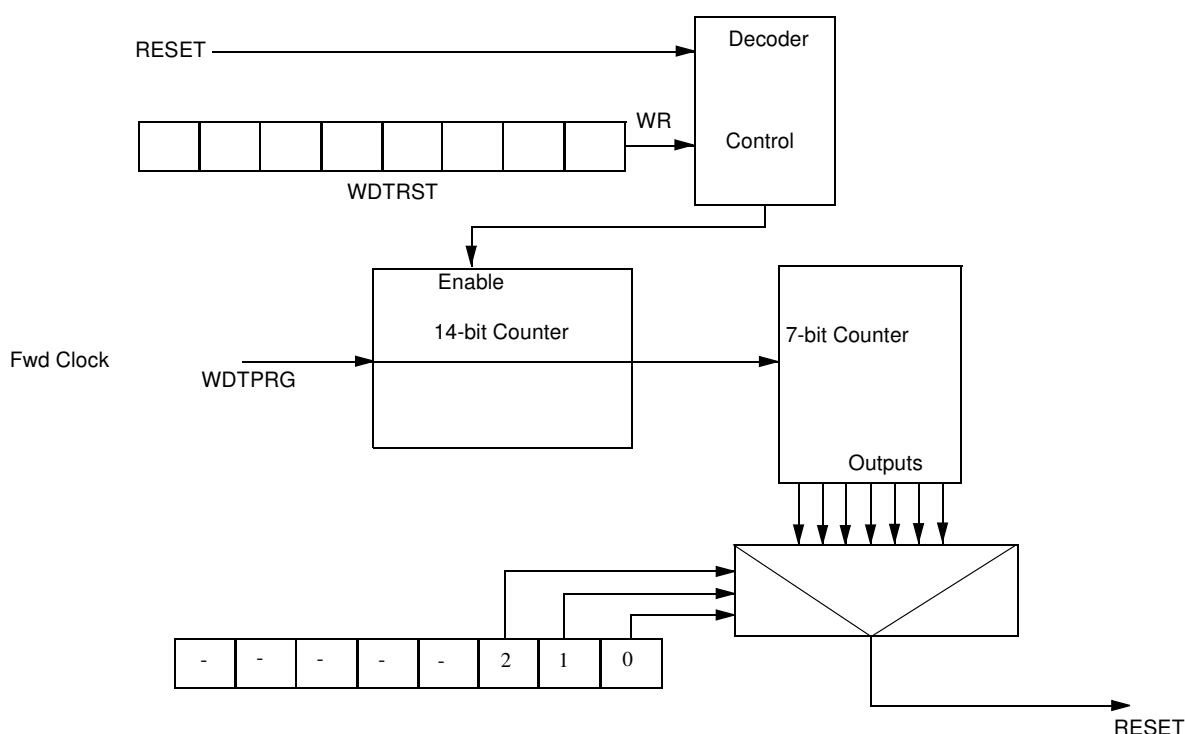 Decoder
RESET
WR
Control
WDTRST
Enable
14-bit Counter
7-bit Counter
Fwd Clock
WDTPRG
Outputs
- - - - - 2 1 0
RESET